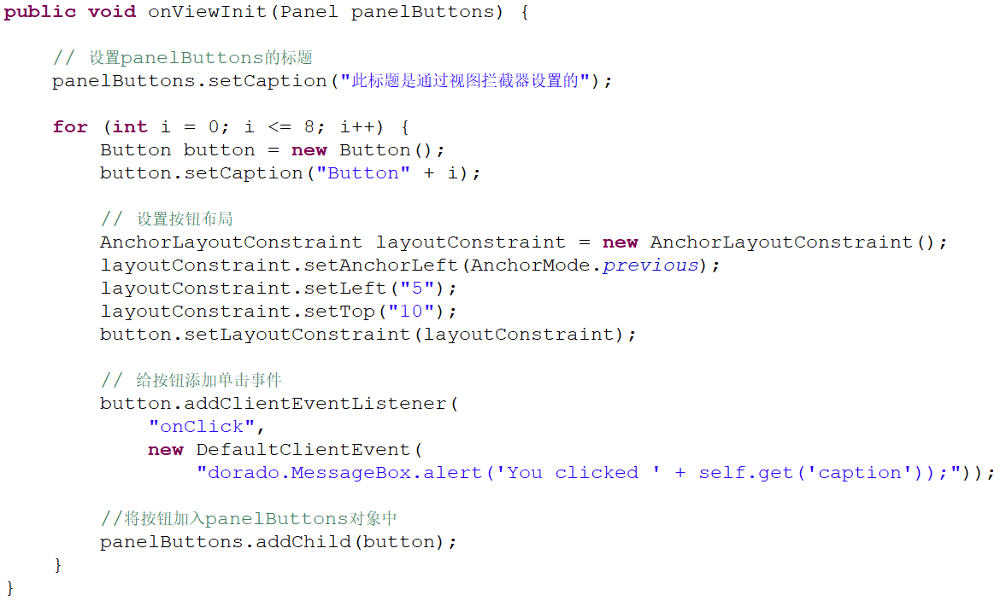 public void onViewInit(Panel panelButtons) {
// 设置panelButtons的标题
panelButtons.setCaption("此标题是通过视图拦截器设置的");
for (int i = 0; i <= 8; i++) {
Button button = new Button();
button.setCaption("Button" + i);
// 设置按钮布局
AnchorLayoutConstraint layoutConstraint = new AnchorLayoutConstraint();
layoutConstraint.setAnchorLeft(AnchorMode.previous);
layoutConstraint.setLeft("5");
layoutConstraint.setTop("10");
button.setLayoutConstraint(layoutConstraint);
// 给按钮添加单击事件
button.addClientEventListener(
"onClick",
new DefaultClientEvent(
"dorado.MessageBox.alert('You clicked ' + self.get('caption'));"));
//将按钮加入panelButtons对象中
panelButtons.addChild(button);
}
}